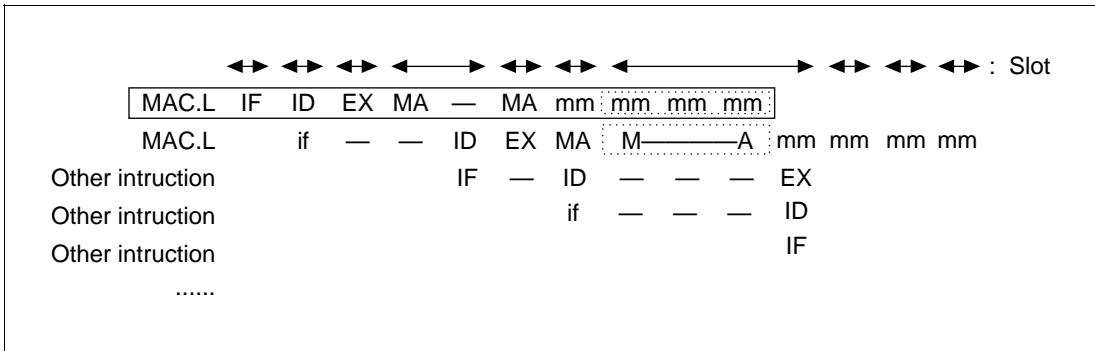 : Slot
MAC.L IF ID EX MA — MA mm mm mm mm
MAC.L if — — ID EX MA M————A mm mm mm mm
Other intruction IF — ID — — — EX
Other intruction if — — — ID
Other intruction IF
......